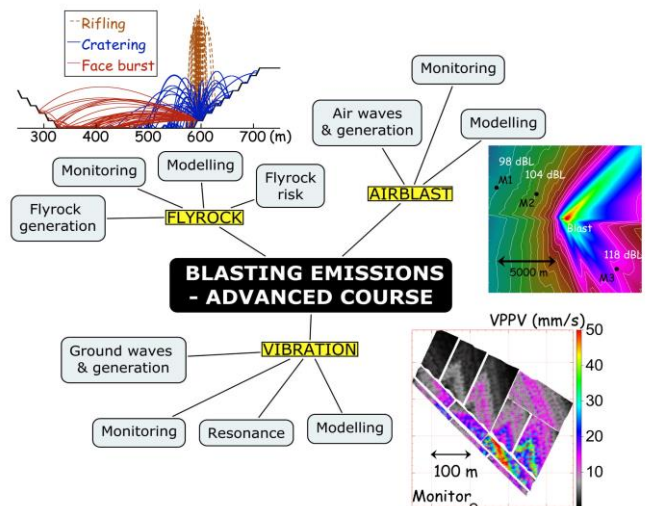 Rifling
Cratering
Face burst
300 400 500 600 700 (m)
Monitoring
Air waves
& generation
Modelling
AIRBLAST
98 dBL
104 dBL
M1
M2
Blast
118 dBL
M3
5000 m
Monitoring
Modelling
Flyrock
risk
Flyrock
generation
FLYROCK
BLASTING EMISSIONS
- ADVANCED COURSE
VIBRATION
Ground waves
& generation
Monitoring
Resonance
Modelling
VPPV (mm/s)
50
40
30
20
10
100 m
Monitor